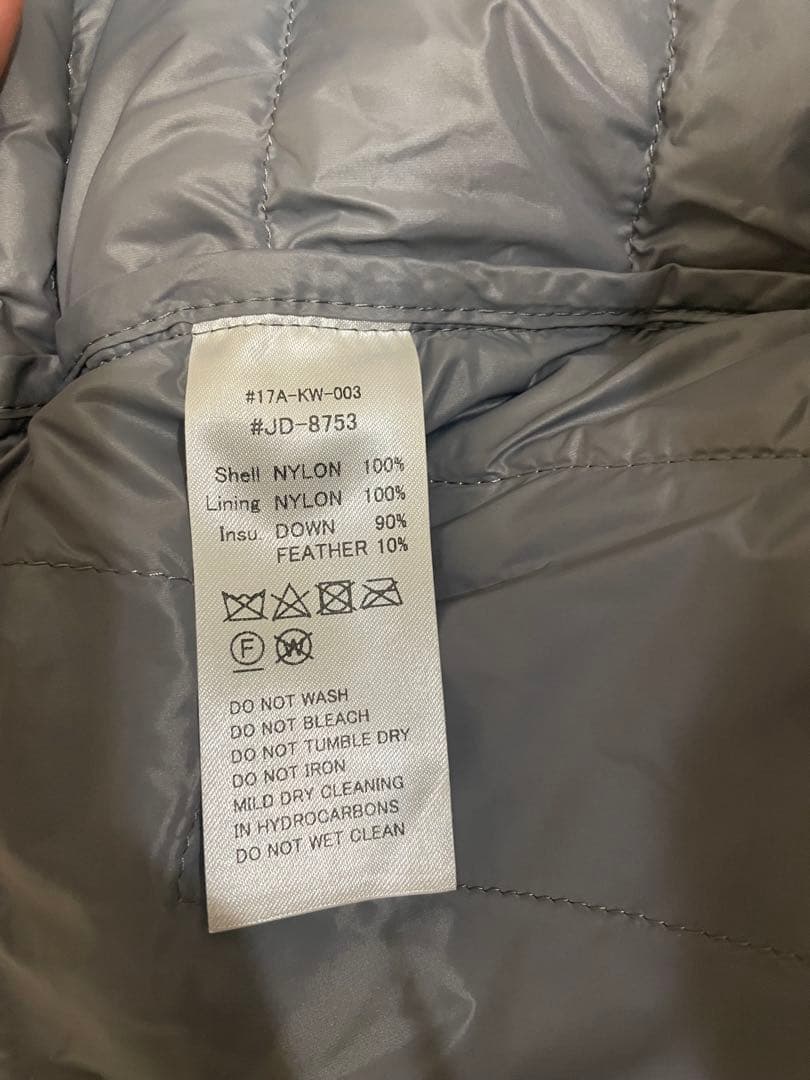 #17A-KW-003
#JD-8753
Shell NYLON 100%
Lining NYLON 100%
Insu. DOWN 90%
FEATHER 10%
F W
DO NOT WASH
DO NOT BLEACH
DO NOT TUMBLE DRY
DO NOT IRON
MILD DRY CLEANING
IN HYDROCARBONS
DO NOT WET CLEAN